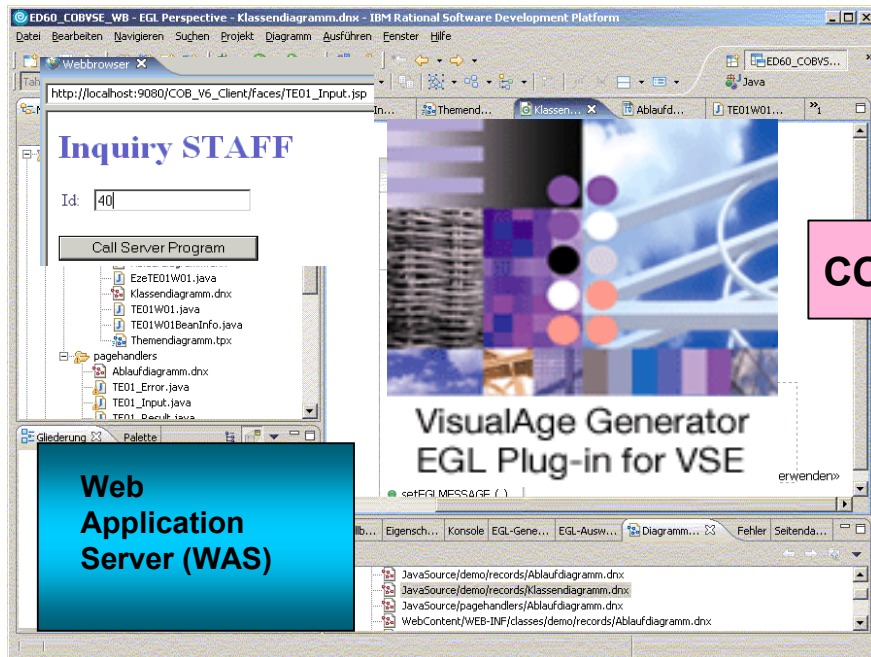 ED60_COBVSE_WB - EGL Perspective - Klassendiagramm.dnx - IBM Rational Software Development Platform
Datei Bearbeiten Navigieren Suchen Projekt Diagramm Ausführen Fenster Hilfe
Webbrowser
ED60_COBVS...
Java
http://localhost:9080/COB_V6_Client/faces/TE01_Input.jsp
In... Themend... Klassen... Ablaufd... TE01W01... »1
Inquiry STAFF
Id: 40
Call Server Program
EzeTE01W01.java
Klassendiagramm.dnx
TE01W01.java
TE01W01BeanInfo.java
Themendiagramm.tpx
pagehandlers
Ablaufdiagramm.dnx
TE01_Error.java
TE01_Input.java
TE01_Result.java
VisualAge Generator
EGL Plug-in for VSE
erwenden»
setEGLMESSAGE ( )
Gliederung Palette
Web
Application
Server (WAS)
Eigensch... Konsole EGL-Gene... EGL-Ausw... Diagramm... Fehler Seitenda...
JavaSource/demo/records/Ablaufdiagramm.dnx
JavaSource/demo/records/Klassendiagramm.dnx
JavaSource/pagehandlers/Ablaufdiagramm.dnx
WebContent/WEB-INF/classes/demo/records/Ablaufdiagramm.dnx